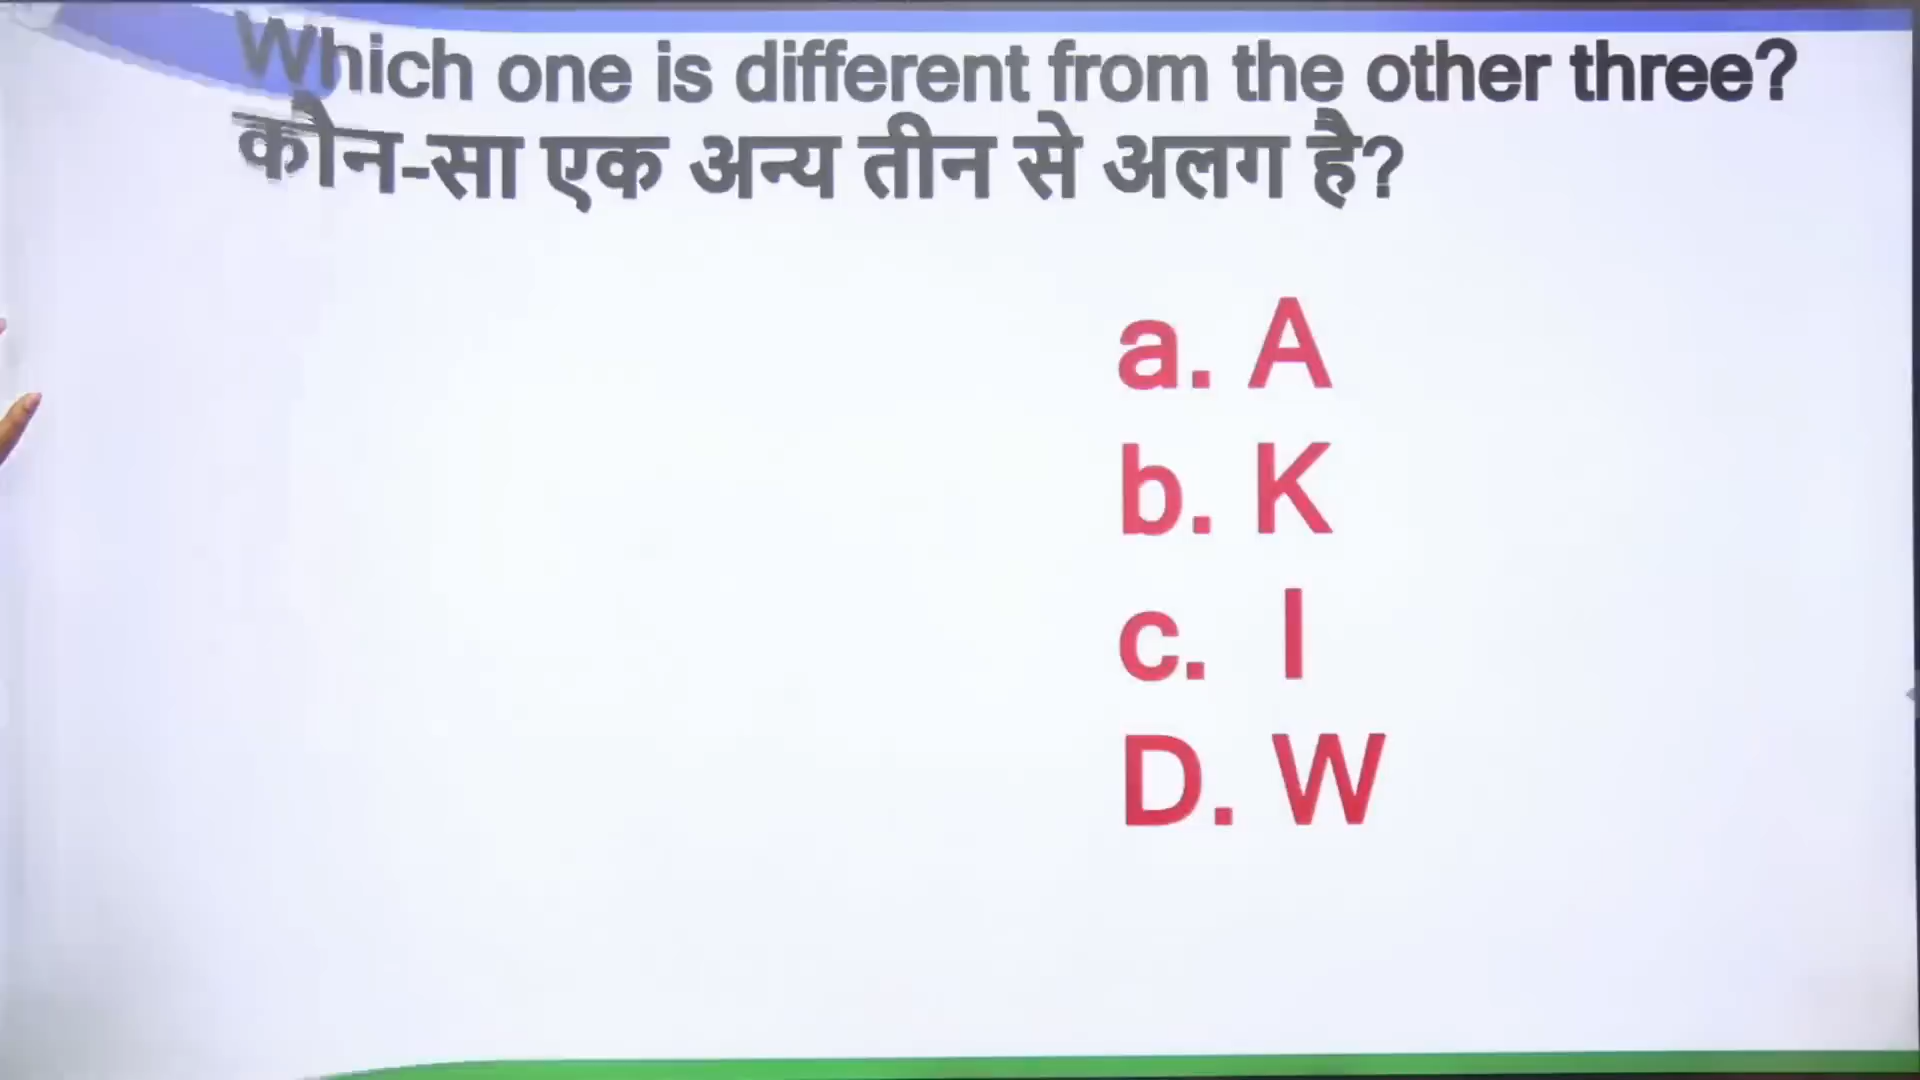 Which one is different from the other three?
कौन-सा एक अन्य तीन से अलग है?
a. A
b. K
c. I
D. W